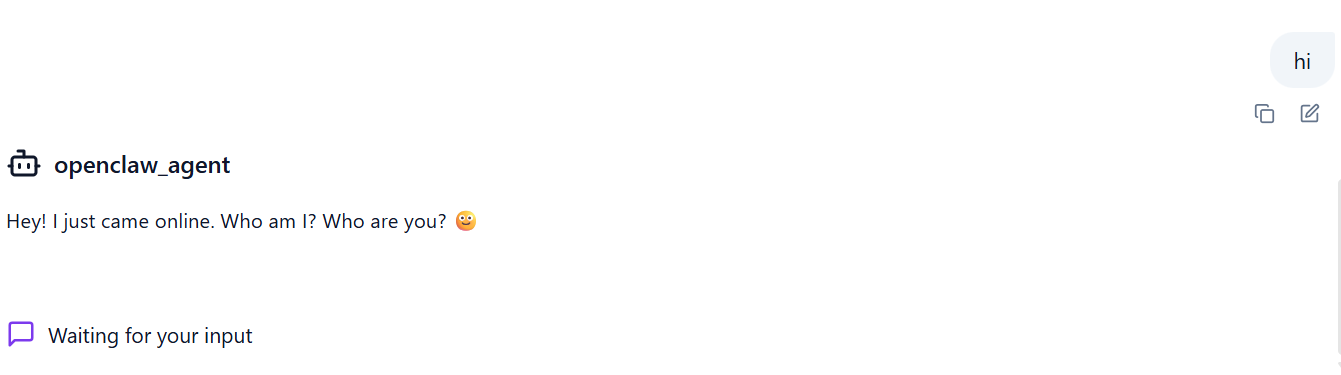 hi
openclaw_agent
Hey! I just came online. Who am I? Who are you? 🙂
Waiting for your input